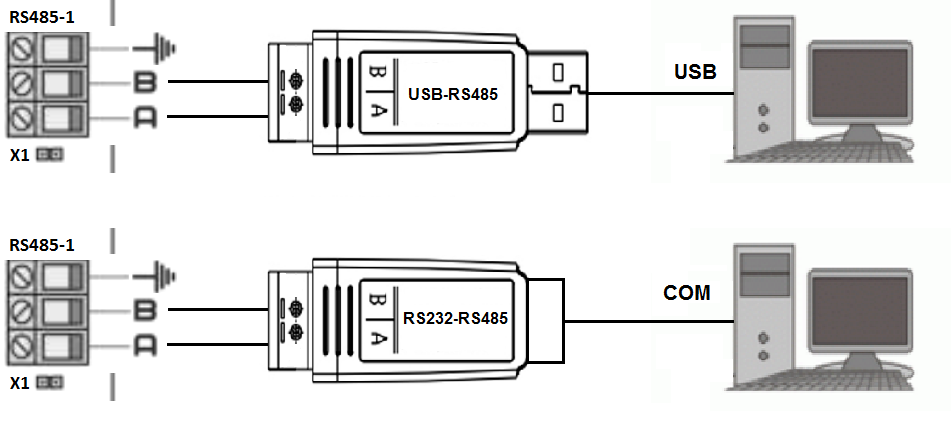 RS485-1
B
A
X1
B A
USB-RS485
USB
RS485-1
B
A
X1
B A
RS232-RS485
COM